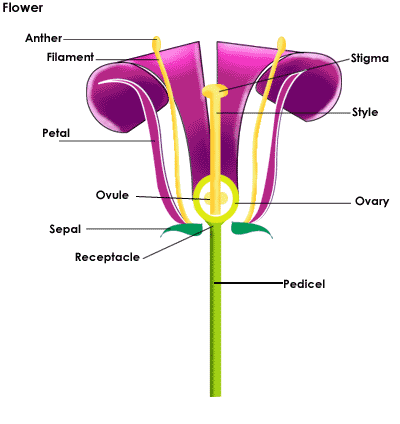 Flower
Anther
Filament
Stigma
Style
Petal
Ovule
Ovary
Sepal
Receptacle
Pedicel